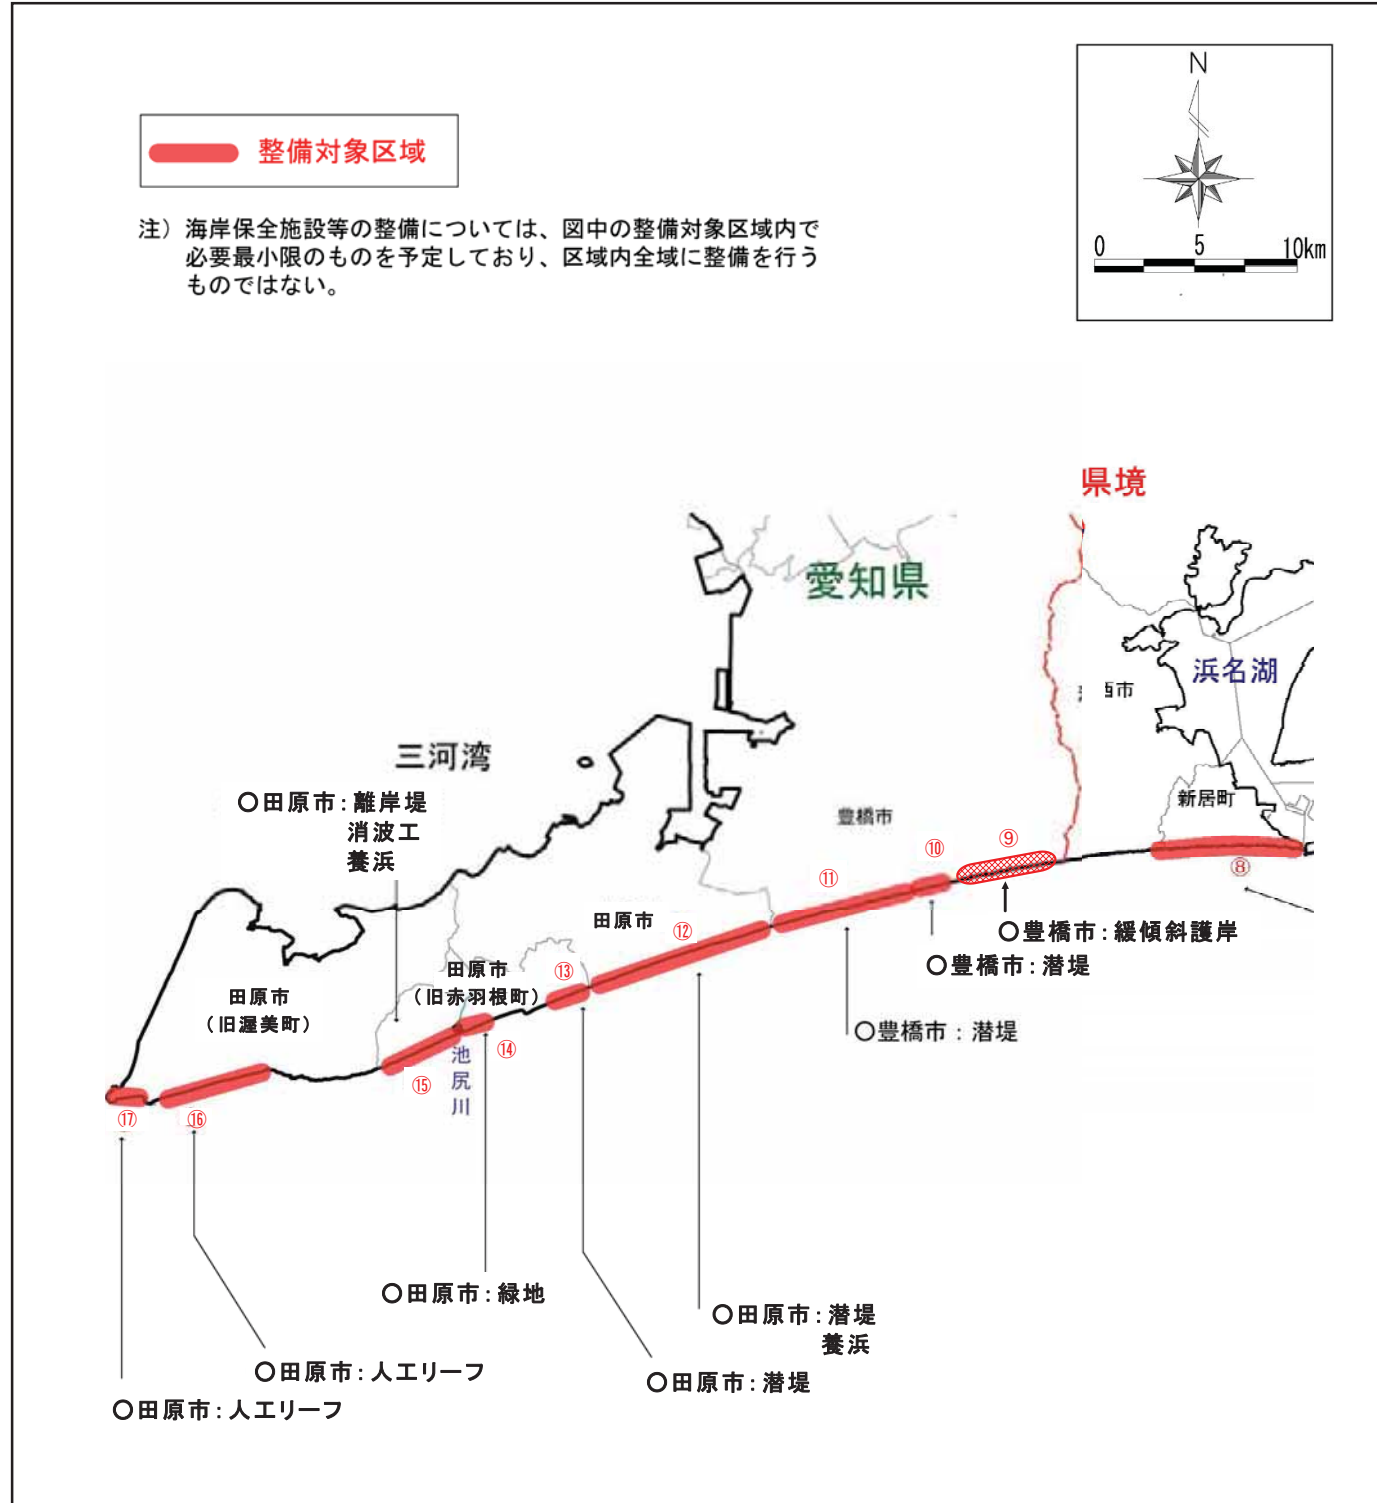 N
0 5 10km
整備対象区域
注）海岸保全施設等の整備については、図中の整備対象区域内で
必要最小限のものを予定しており、区域内全域に整備を行う
ものではない。
県境
愛知県
浜名湖
西市
三河湾
新居町
○田原市：離岸堤
消波工
養浜
豊橋市
⑨
⑩
⑧
⑪
田原市
⑫
○豊橋市：緩傾斜護岸
○豊橋市：潜堤
⑬
田原市
（旧赤羽根町）
田原市
（旧渥美町）
○豊橋市：潜堤
⑭
池尻川
⑮
⑯
⑰
○田原市：緑地
○田原市：潜堤
養浜
○田原市：人工リーフ
○田原市：潜堤
○田原市：人工リーフ